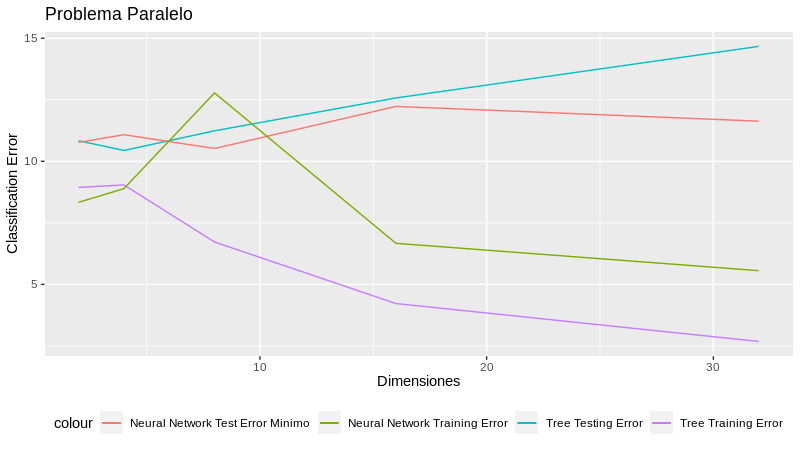 Problema Paralelo
15
10
5
Classification Error
10 20 30
Dimensiones
colour Neural Network Test Error Minimo Neural Network Training Error Tree Testing Error Tree Training Error